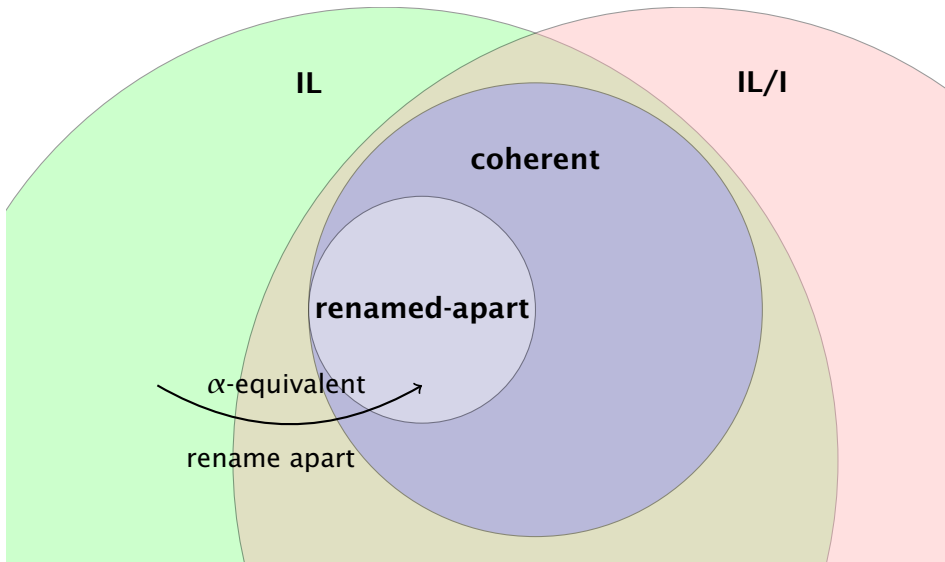 IL
IL/I
coherent
renamed-apart
α-equivalent
rename apart